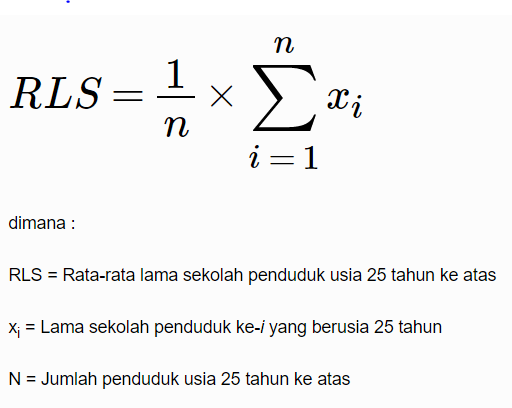 RLS = 1/n × ∑_{i=1}^{n} x_i
dimana :
RLS = Rata-rata lama sekolah penduduk usia 25 tahun ke atas
x_i = Lama sekolah penduduk ke-i yang berusia 25 tahun
N = Jumlah penduduk usia 25 tahun ke atas